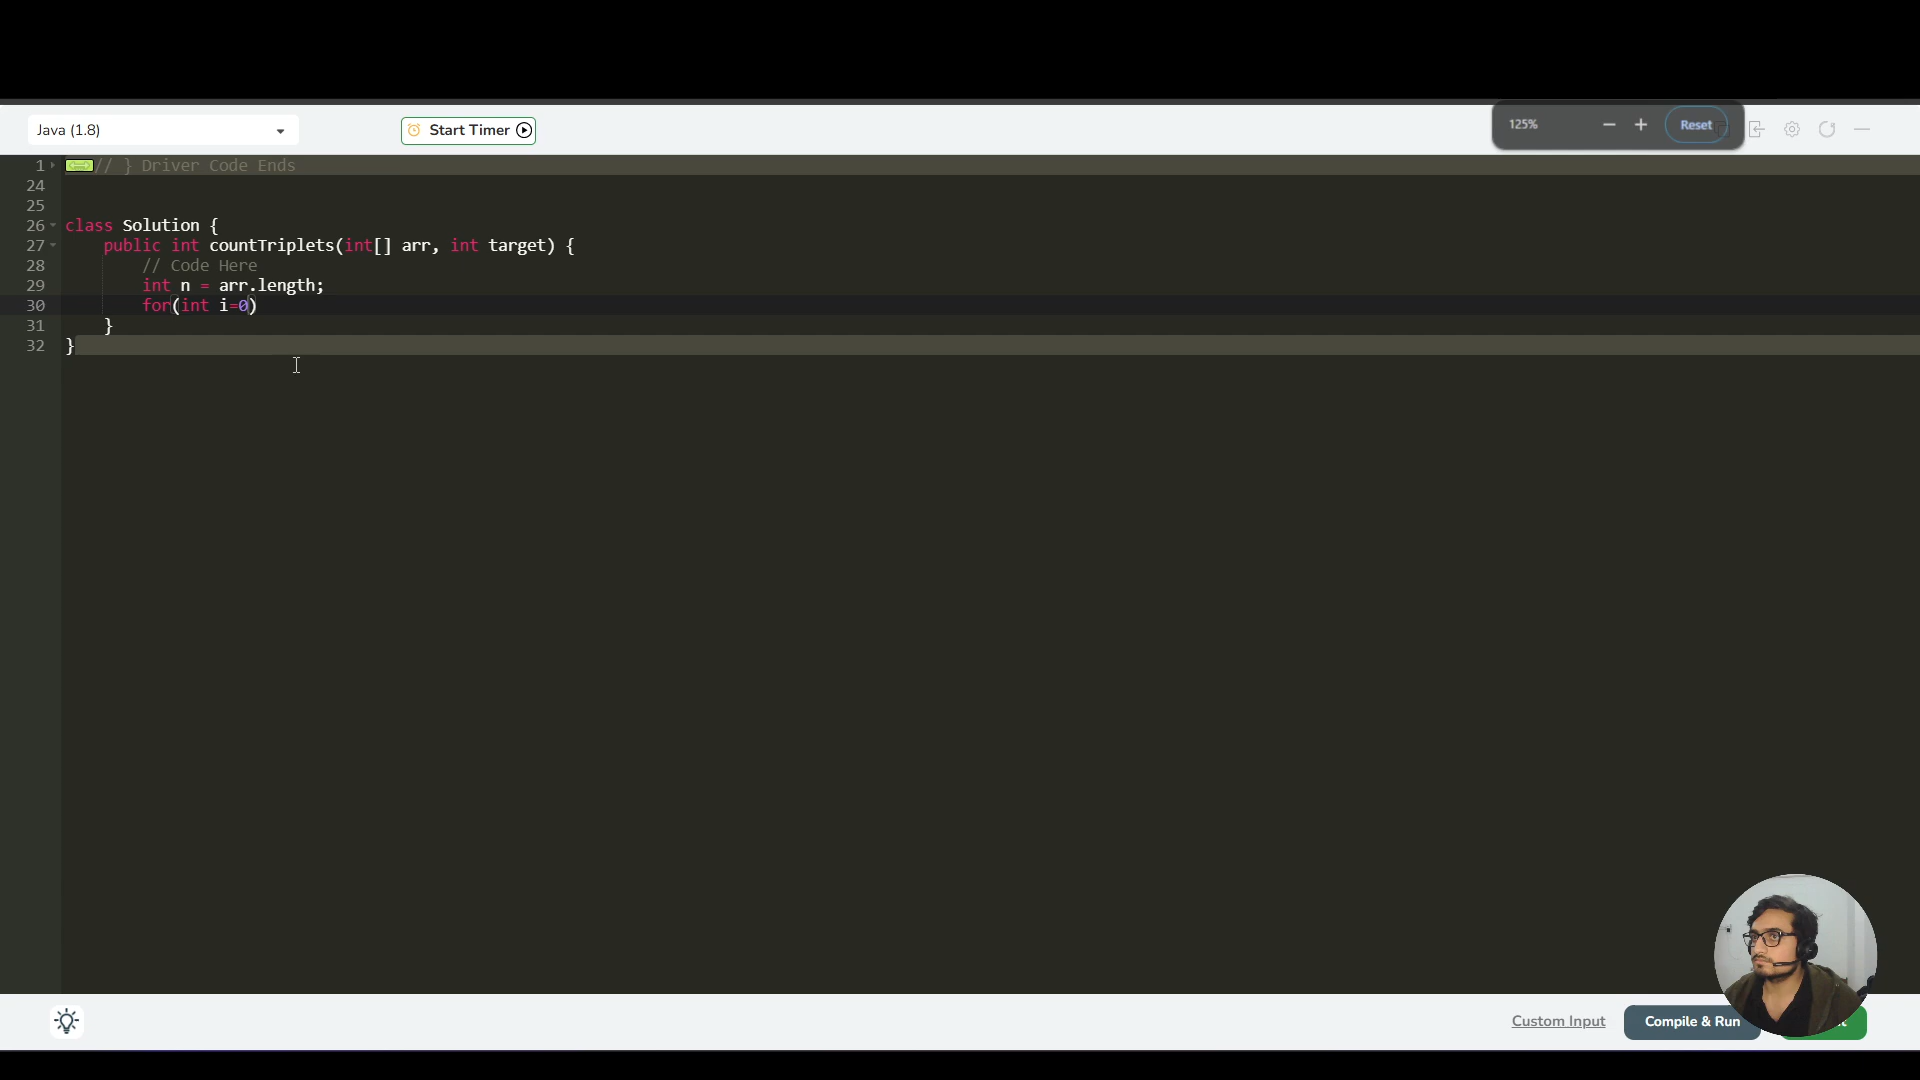 Java (1.8)
Start Timer
125%
Reset
1 // } Driver Code Ends
24
25
26 class Solution {
27 public int countTriplets(int[] arr, int target) {
28 // Code Here
29 int n = arr.length;
30 for(int i=0)
31 }
32 }
Custom Input
Compile & Run